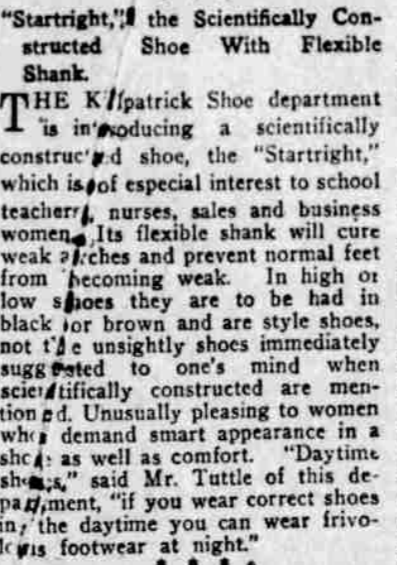 "Startright," the Scientifically Con-
structed Shoe With Flexible
Shank.
THE Kilpatrick Shoe department
is introducing a scientifically
constructed shoe, the "Startright,"
which is of especial interest to school
teachers, nurses, sales and business
women. Its flexible shank will cure
weak arches and prevent normal feet
from becoming weak. In high or
low shoes they are to be had in
black or brown and are style shoes,
not the unsightly shoes immediately
suggested to one's mind when
scientifically constructed are men-
tioned. Unusually pleasing to women
who demand smart appearance in a
shoe as well as comfort. "Daytime
shoes," said Mr. Tuttle of this de-
partment, "if you wear correct shoes
in the daytime you can wear frivo-
lous footwear at night."